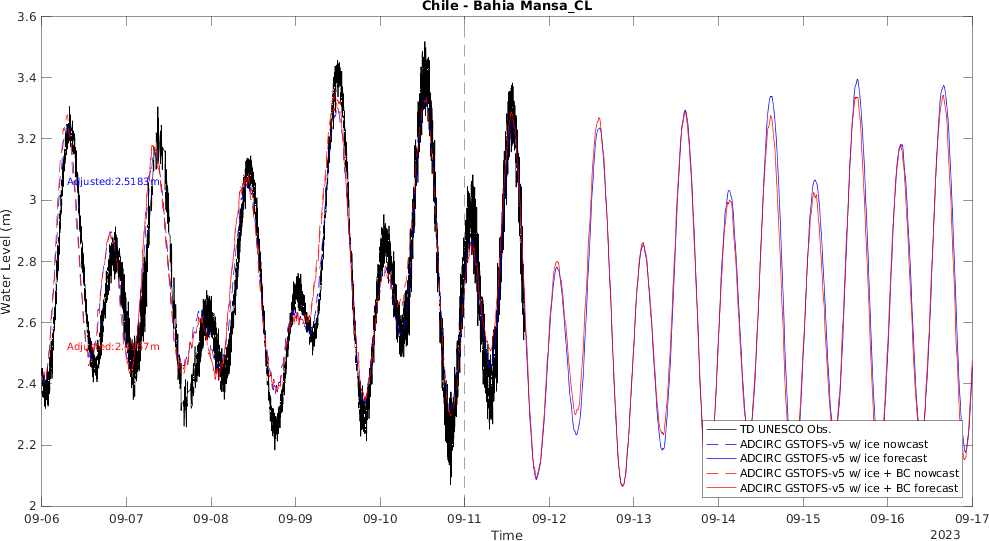 Chile - Bahia Mansa_CL
Water Level (m)
3.6
3.4
3.2
3
2.8
2.6
2.4
2.2
2
Adjusted:2.5183m
TD UNESCO Obs.
ADCIRC GSTOFS-v5 w/ ice nowcast
ADCIRC GSTOFS-v5 w/ ice forecast
ADCIRC GSTOFS-v5 w/ ice + BC nowcast
ADCIRC GSTOFS-v5 w/ ice + BC forecast
09-06 09-07 09-08 09-09 09-10 09-11 09-12 09-13 09-14 09-15 09-16 09-17
Time
2023